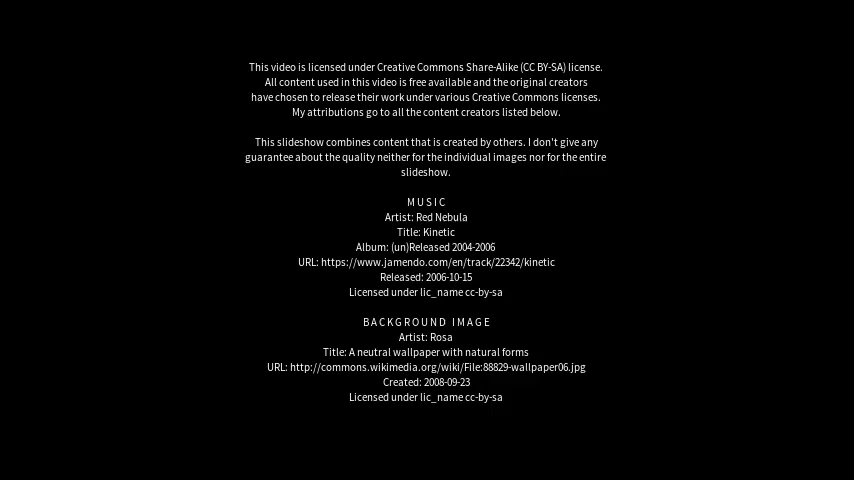 This video is licensed under Creative Commons Share-Alike (CC BY-SA) license.
All content used in this video is free available and the original creators
have chosen to release their work under various Creative Commons licenses.
My attributions go to all the content creators listed below.
This slideshow combines content that is created by others. I don't give any
guarantee about the quality neither for the individual images nor for the entire
slideshow.
MUSIC
Artist: Red Nebula
Title: Kinetic
Album: (un)Released 2004-2006
URL: https://www.jamendo.com/en/track/22342/kinetic
Released: 2006-10-15
Licensed under lic_name cc-by-sa
BACKGROUND IMAGE
Artist: Rosa
Title: A neutral wallpaper with natural forms
URL: http://commons.wikimedia.org/wiki/File:88829-wallpaper06.jpg
Created: 2008-09-23
Licensed under lic_name cc-by-sa